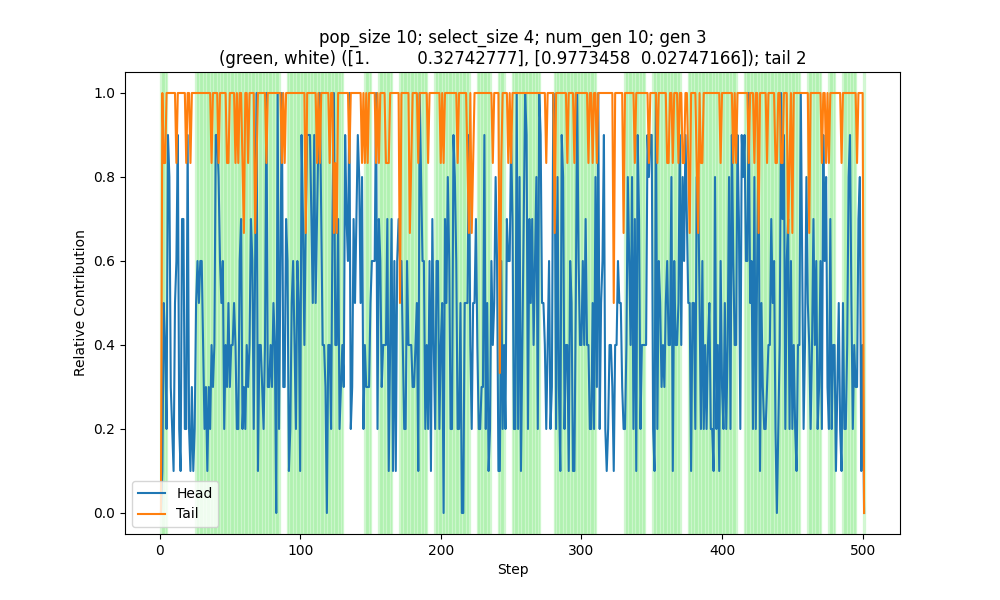 pop_size 10; select_size 4; num_gen 10; gen 3
(green, white) ([1.          0.32742777], [0.9773458  0.02747166]); tail 2
1.0
0.8
0.6
0.4
0.2
0.0
Relative Contribution
Head
Tail
0
100
200
300
400
500
Step